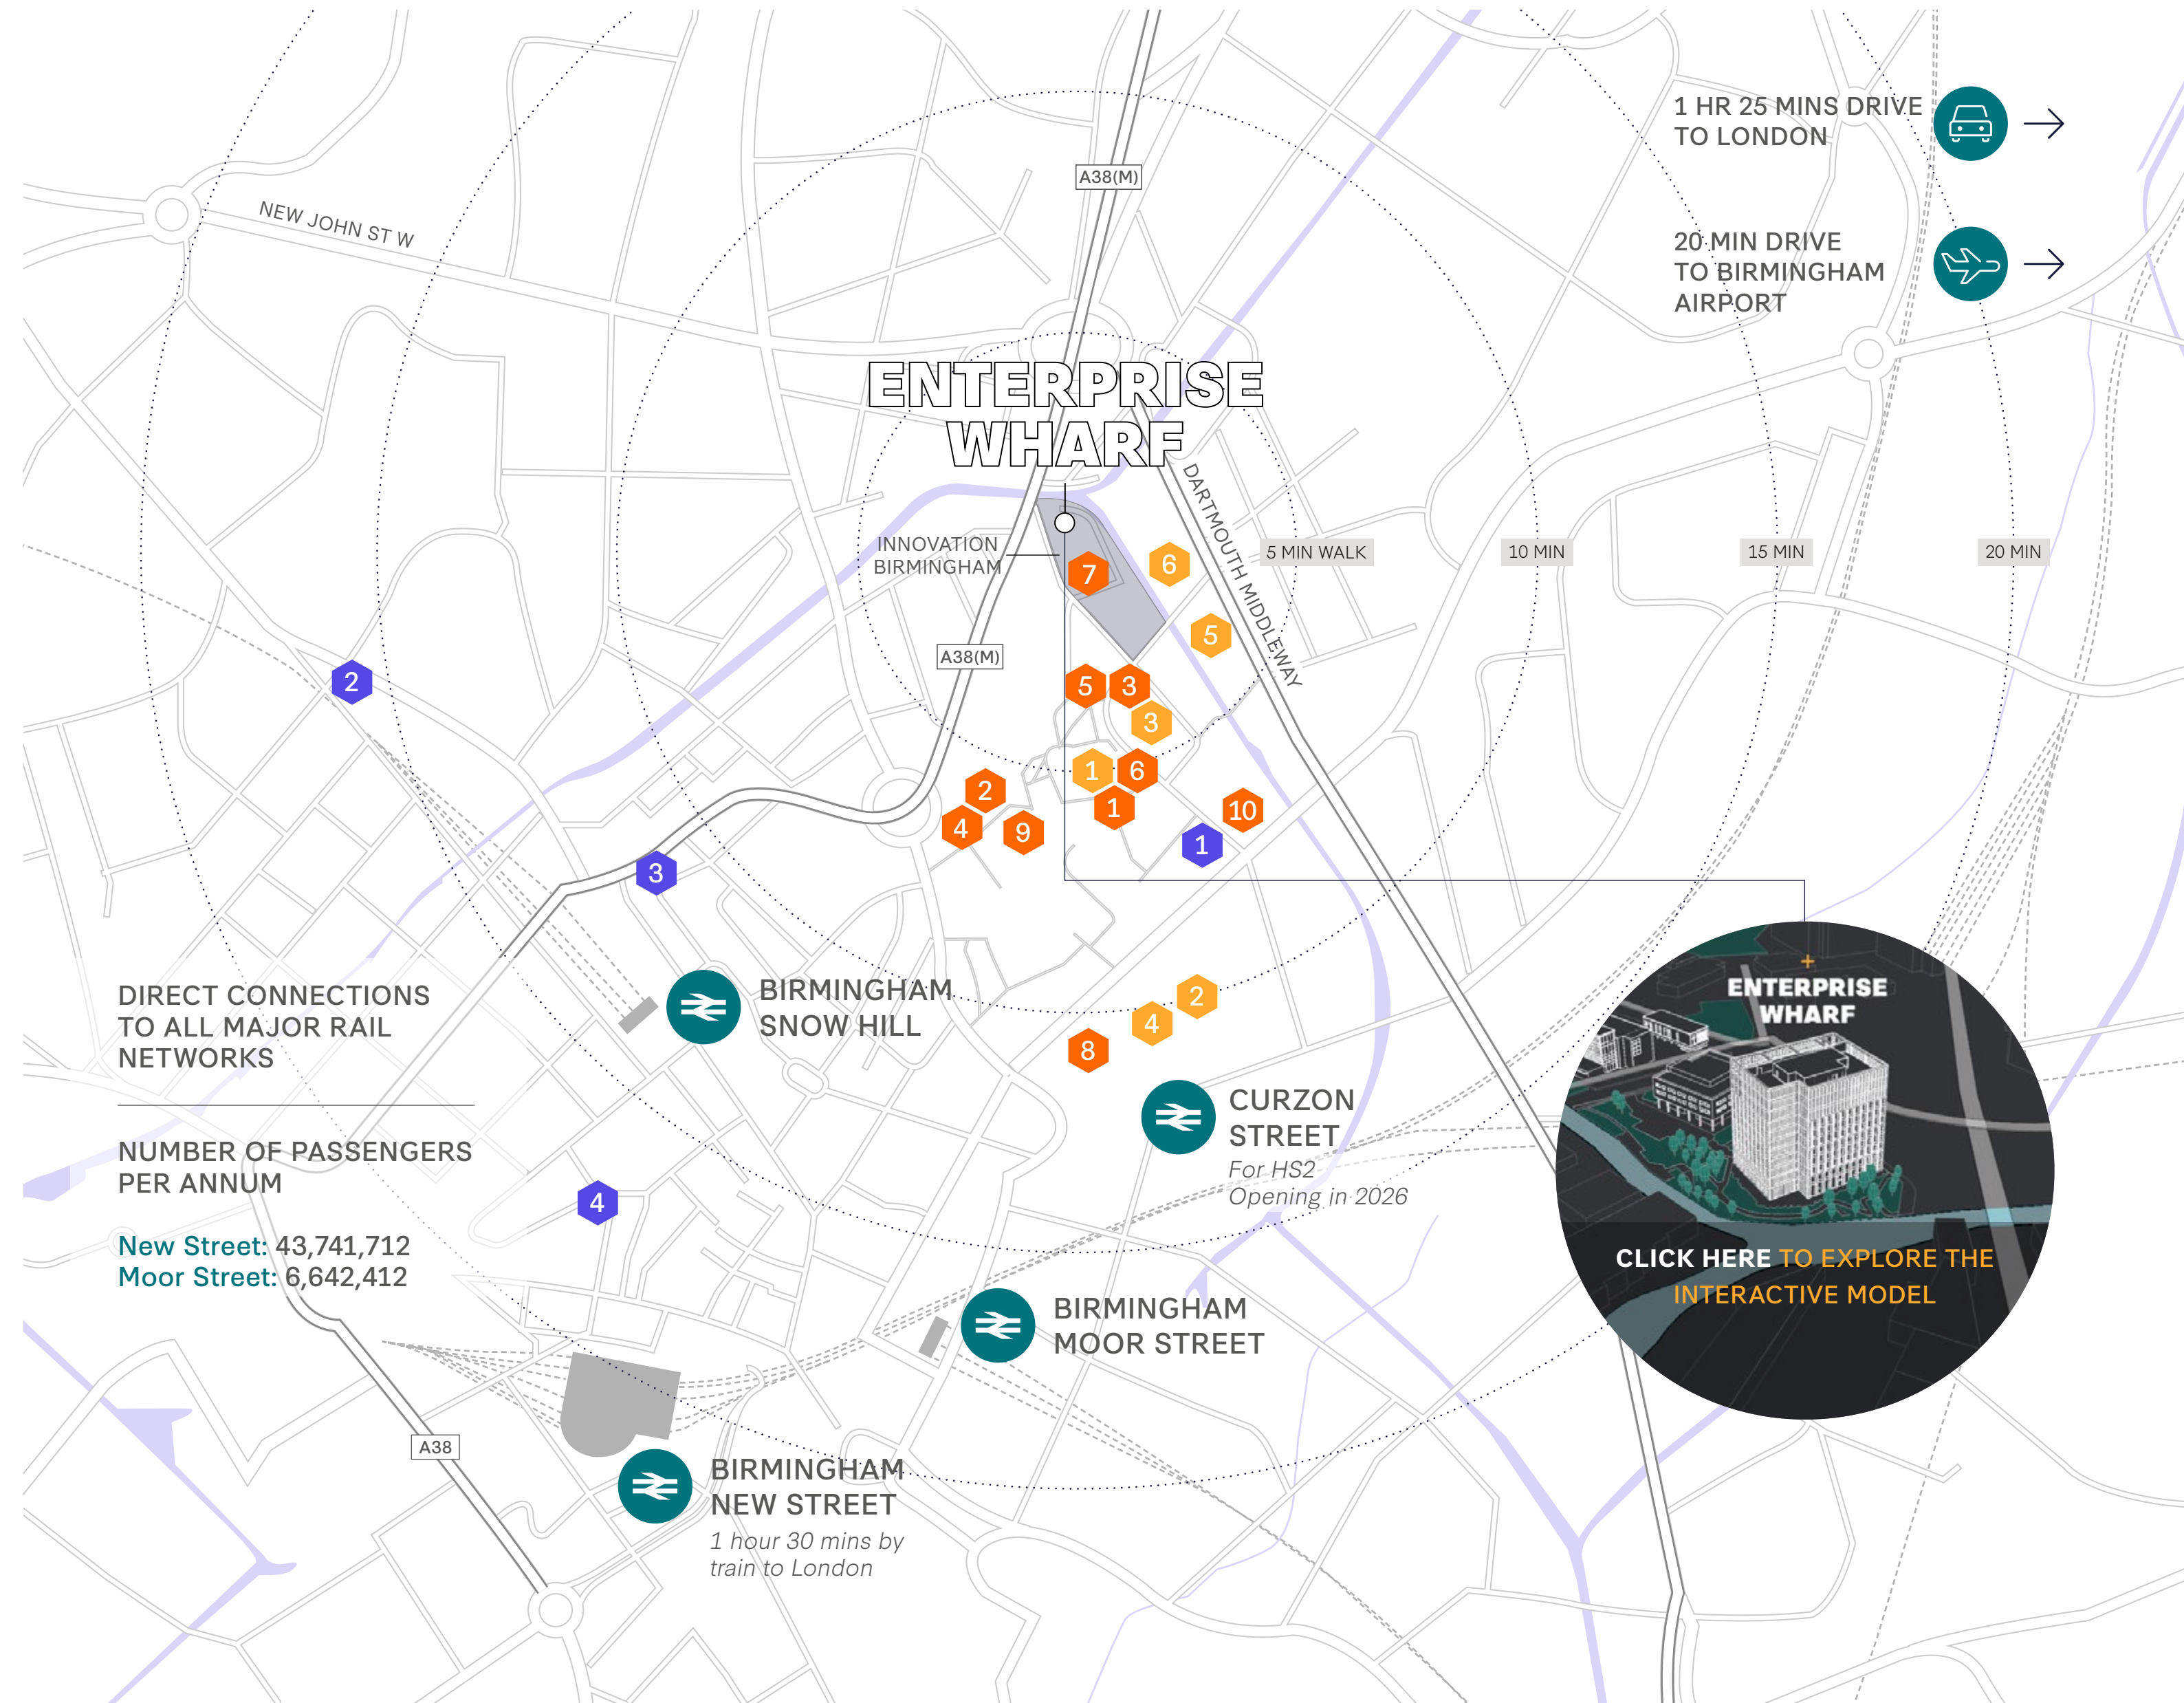 1 HR 25 MINS DRIVE
TO LONDON
A38(M)
NEW JOHN ST W
20 MIN DRIVE
TO BIRMINGHAM
AIRPORT
ENTERPRISE
WHARF
DARTMOUTH MIDDLEWAY
INNOVATION
BIRMINGHAM
7
6
5 MIN WALK
10 MIN
15 MIN
20 MIN
5
A38(M)
2
5
3
3
1
6
2
1
10
4
9
1
3
DIRECT CONNECTIONS
TO ALL MAJOR RAIL
NETWORKS
BIRMINGHAM
SNOW HILL
2
4
8
ENTERPRISE
WHARF
CURZON
STREET
For HS2
Opening in 2026
NUMBER OF PASSENGERS
PER ANNUM
4
New Street: 43,741,712
Moor Street: 6,642,412
CLICK HERE TO EXPLORE THE
INTERACTIVE MODEL
BIRMINGHAM
MOOR STREET
A38
BIRMINGHAM
NEW STREET
1 hour 30 mins by
train to London